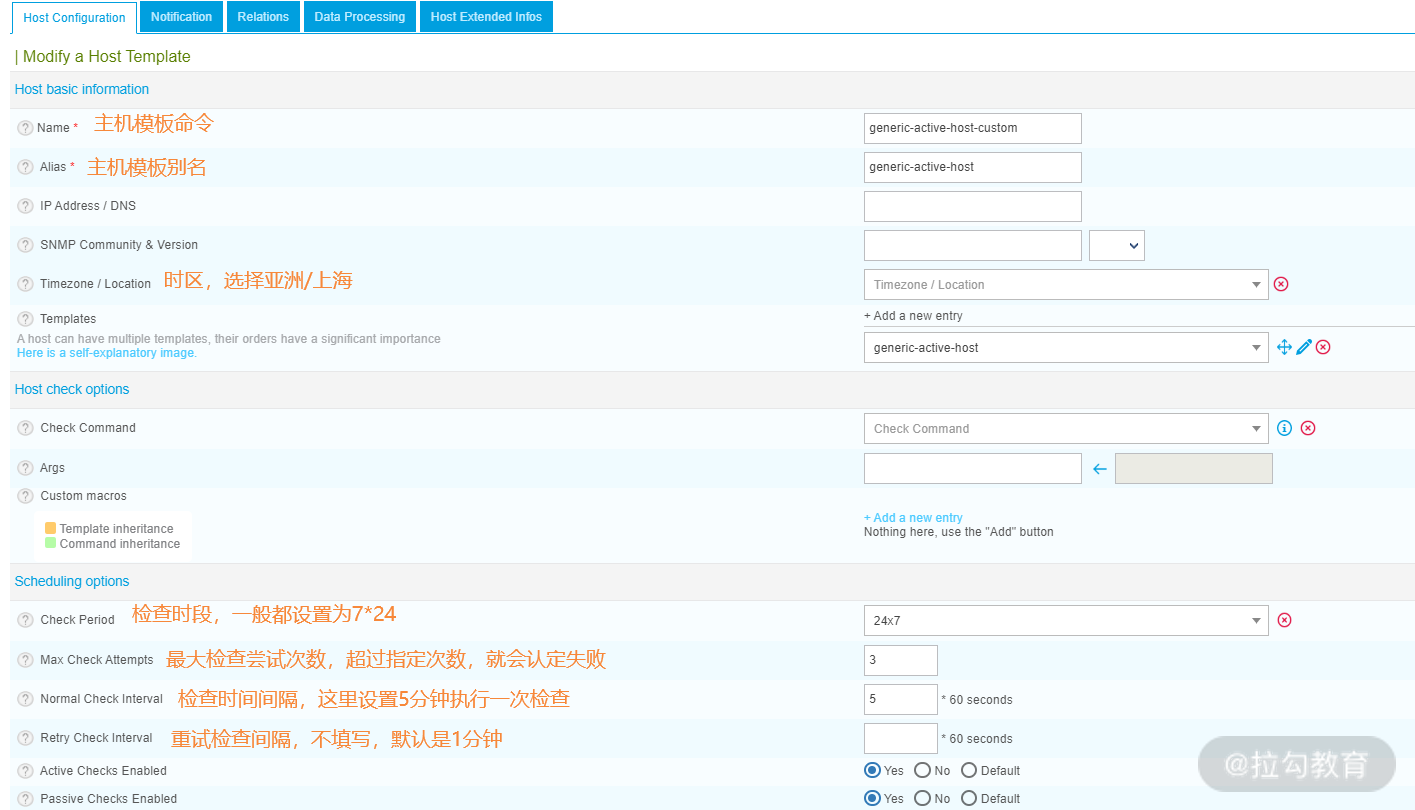 Host Configuration Notification Relations Data Processing Host Extended Infos
| Modify a Host Template
Host basic information
? Name * 主机模板命令 generic-active-host-custom
? Alias * 主机模板别名 generic-active-host
? IP Address / DNS
? SNMP Community & Version
? Timezone / Location 时区，选择亚洲/上海 Timezone / Location
? Templates + Add a new entry
A host can have multiple templates, their orders have a significant importance
Here is a self-explanatory image. generic-active-host
Host check options
? Check Command Check Command
? Args
? Custom macros
+ Add a new entry
Template inheritance Nothing here, use the "Add" button
Command inheritance
Scheduling options
? Check Period 检查时段，一般都设置为7*24 24x7
? Max Check Attempts 最大检查尝试次数，超过指定次数，就会认定失败 3
? Normal Check Interval 检查时间间隔，这里设置5分钟执行一次检查 5 * 60 seconds
? Retry Check Interval 重试检查间隔，不填写，默认是1分钟 * 60 seconds
? Active Checks Enabled Yes No Default
? Passive Checks Enabled Yes No Default
@拉勾教育